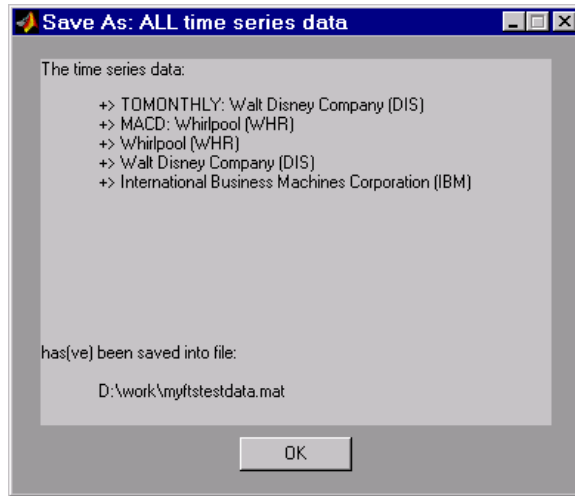 Save As: ALL time series data
The time series data:
+> TOMONTHLY: Walt Disney Company (DIS)
+> MACD: Whirlpool (WHR)
+> Whirlpool (WHR)
+> Walt Disney Company (DIS)
+> International Business Machines Corporation (IBM)
has(ve) been saved into file:
D:\work\myftstestdata.mat
OK